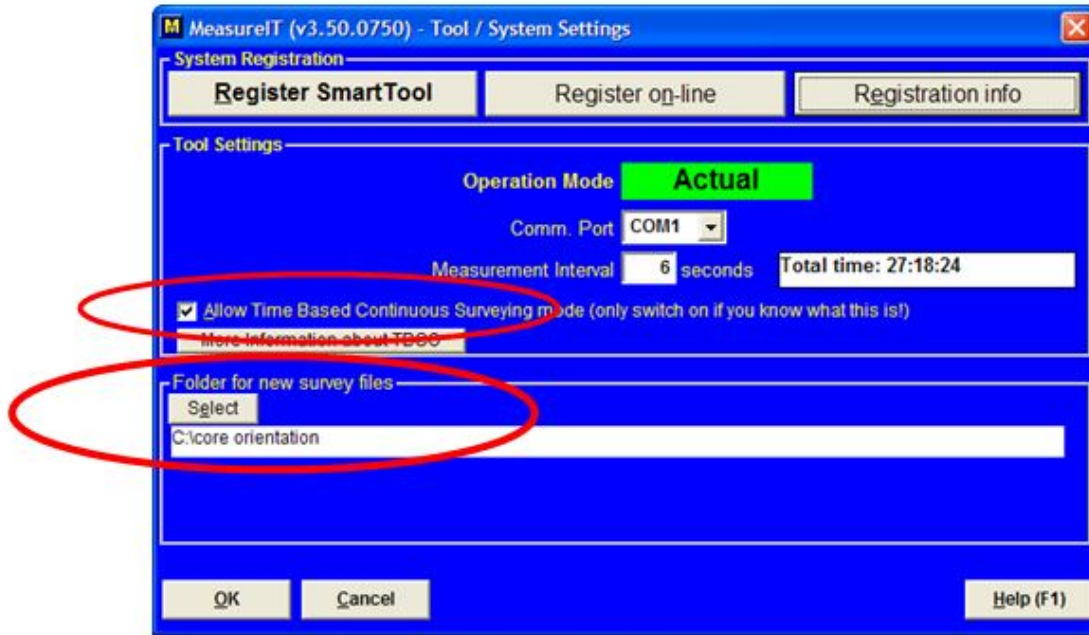 MeasureIT (v3.50.0750) - Tool / System Settings
System Registration
Register SmartTool Register on-line Registration info
Tool Settings
Operation Mode Actual
Comm. Port COM1
Measurement Interval 6 seconds Total time: 27:18:24
Allow Time Based Continuous Surveying mode (only switch on if you know what this is!)
More Information about TBCS
Folder for new survey files
Select
C:\core orientation
OK Cancel Help (F1)